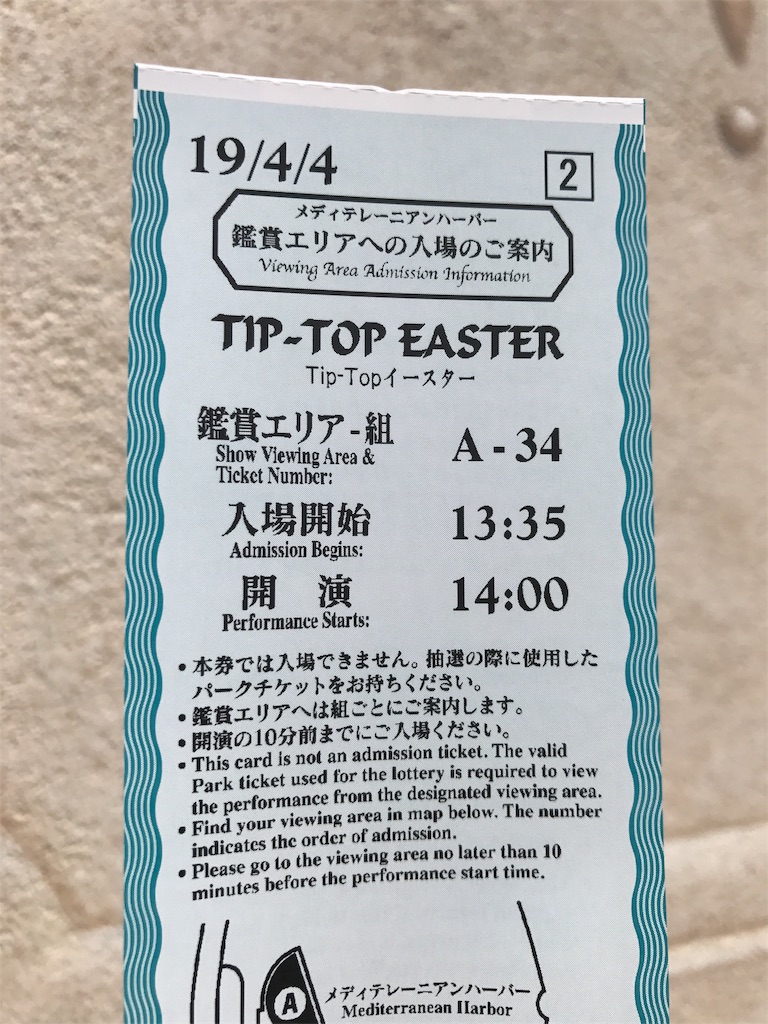 19/4/4
2
メディテレーニアンハーバー
鑑賞エリアへの入場のご案内
Viewing Area Admission Information
TIP-TOP EASTER
Tip-Topイースター
鑑賞エリア-組
Show Viewing Area &
Ticket Number:
A - 34
入場開始
Admission Begins:
13:35
開 演
Performance Starts:
14:00
• 本券では入場できません。抽選の際に使用した
パークチケットをお持ちください。
• 鑑賞エリアへは組ごとにご案内します。
• 開演の10分前までにご入場ください。
• This card is not an admission ticket. The valid
Park ticket used for the lottery is required to view
the performance from the designated viewing area.
• Find your viewing area in map below. The number
indicates the order of admission.
• Please go to the viewing area no later than 10
minutes before the performance start time.
A
メディテレーニアンハーバー
Mediterranean Harbor